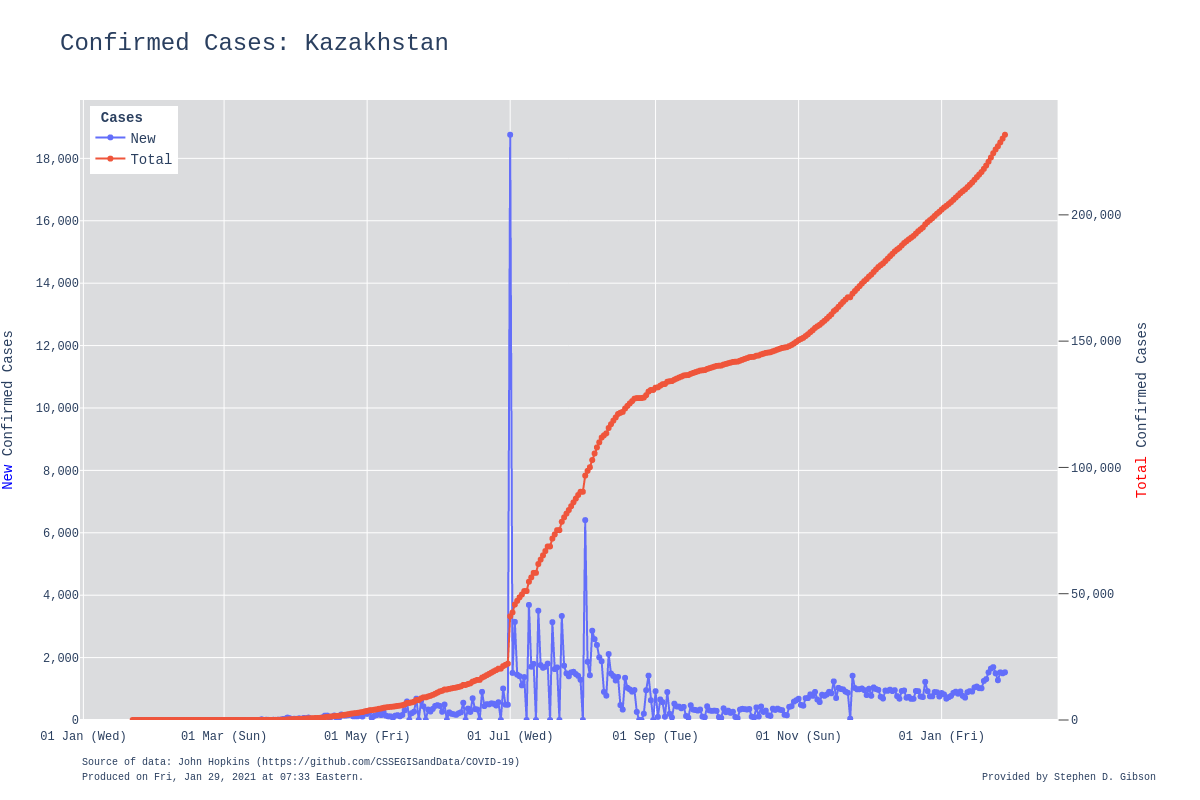 Confirmed Cases: Kazakhstan
Cases
New
Total
18,000
16,000
14,000
12,000
10,000
8,000
6,000
4,000
2,000
0
New Confirmed Cases
200,000
150,000
100,000
50,000
0
Total Confirmed Cases
01 Jan (Wed) 01 Mar (Sun) 01 May (Fri) 01 Jul (Wed) 01 Sep (Tue) 01 Nov (Sun) 01 Jan (Fri)
Source of data: John Hopkins (https://github.com/CSSEGISandData/COVID-19)
Produced on Fri, Jan 29, 2021 at 07:33 Eastern.
Provided by Stephen D. Gibson